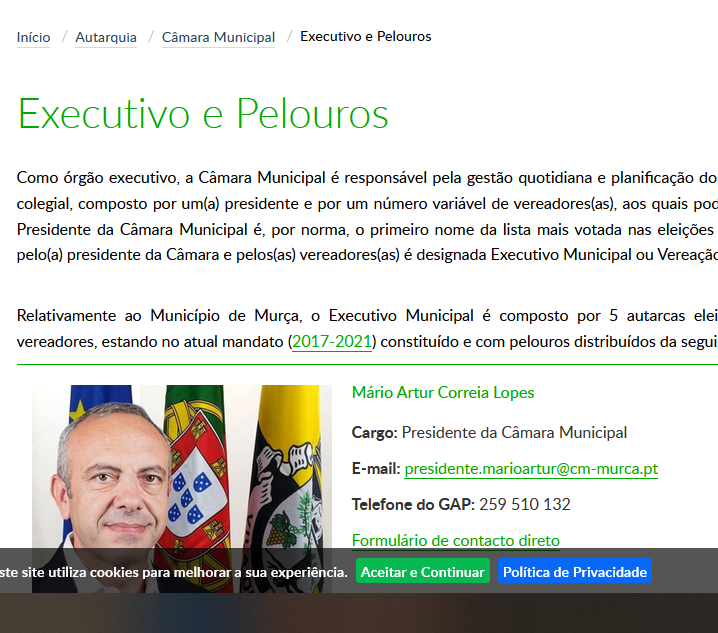 Início / Autarquia / Câmara Municipal / Executivo e Pelouros
Executivo e Pelouros
Como órgão executivo, a Câmara Municipal é responsável pela gestão quotidiana e planificação do
colegial, composto por um(a) presidente e por um número variável de vereadores(as), aos quais pod
Presidente da Câmara Municipal é, por norma, o primeiro nome da lista mais votada nas eleições
pelo(a) presidente da Câmara e pelos(as) vereadores(as) é designada Executivo Municipal ou Vereação
Relativamente ao Município de Murça, o Executivo Municipal é composto por 5 autarcas elei
vereadores, estando no atual mandato (2017-2021) constituído e com pelouros distribuídos da segui
Mário Artur Correia Lopes
Cargo: Presidente da Câmara Municipal
E-mail: presidente.marioartur@cm-murca.pt
Telefone do GAP: 259 510 132
Formulário de contacto direto
ste site utiliza cookies para melhorar a sua experiência. Aceitar e Continuar Política de Privacidade